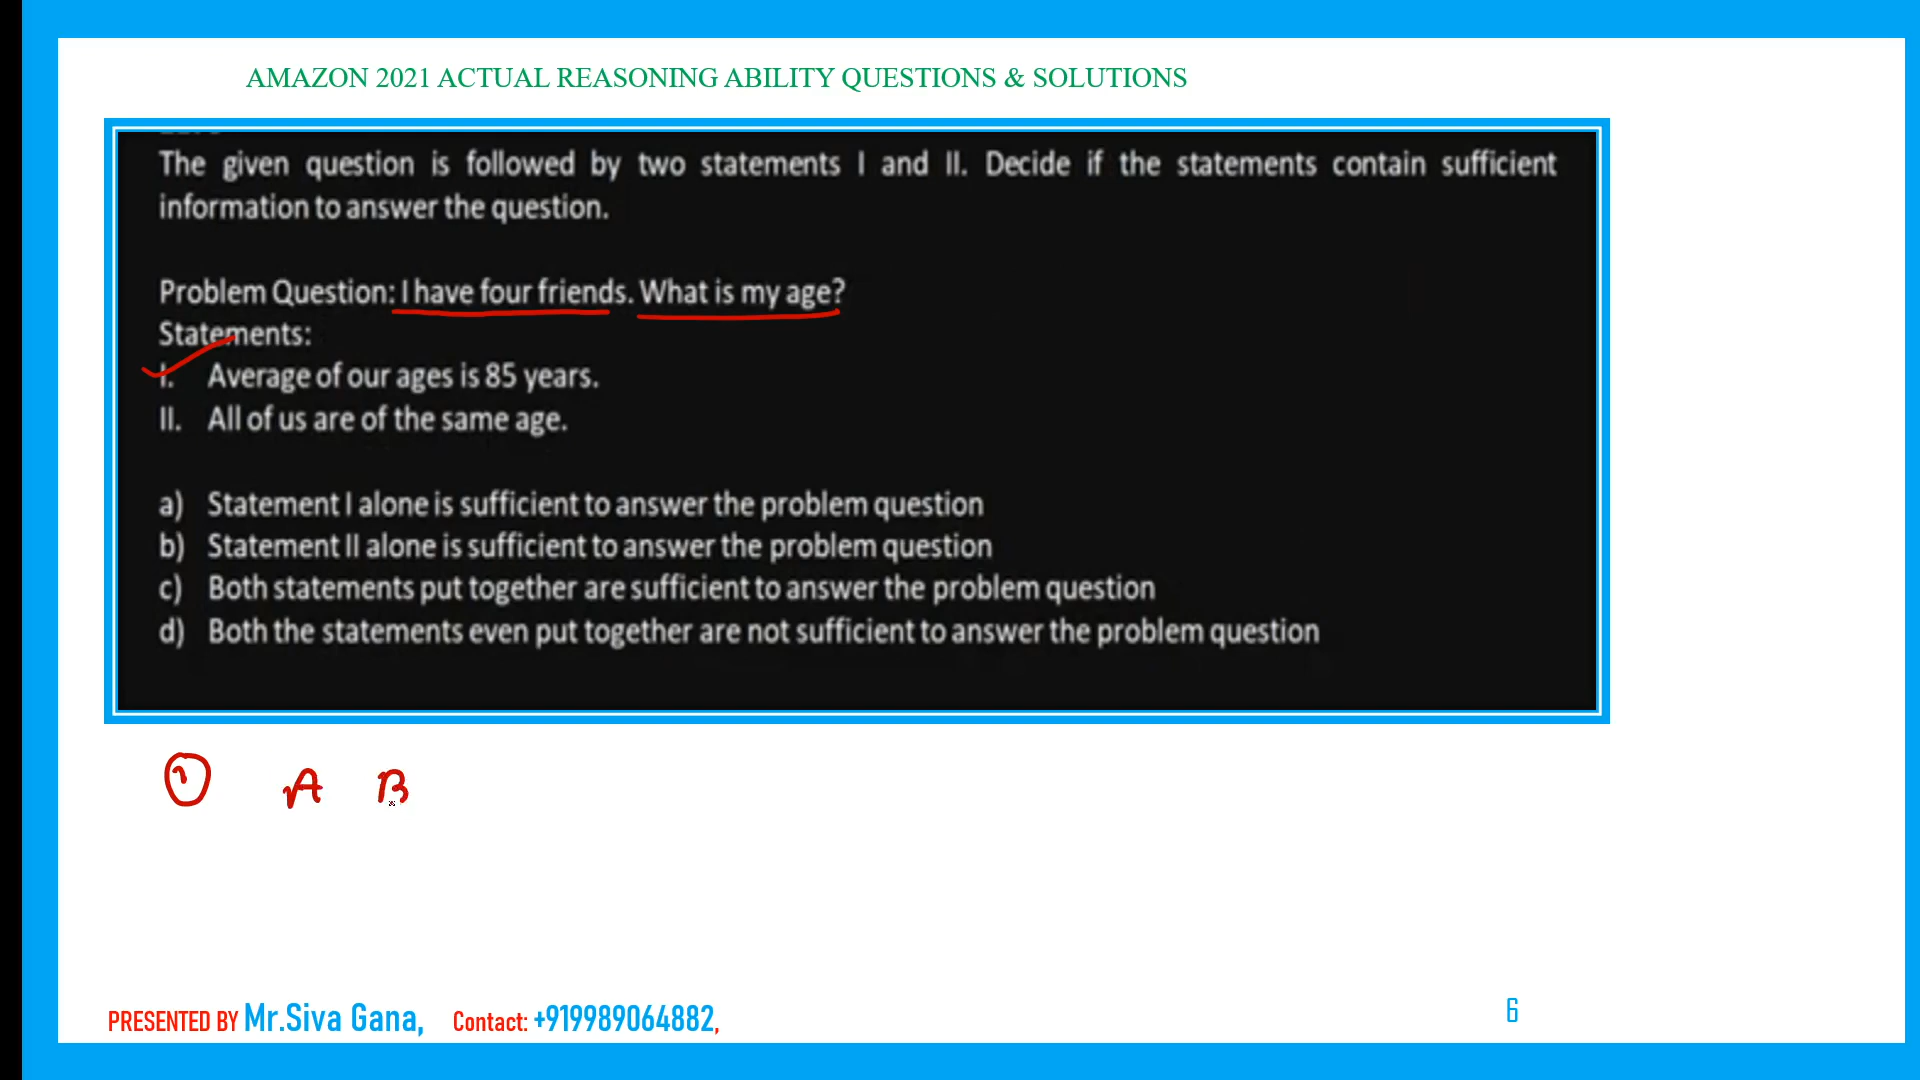 AMAZON 2021 ACTUAL REASONING ABILITY QUESTIONS & SOLUTIONS
The given question is followed by two statements I and II. Decide if the statements contain sufficient
information to answer the question.
Problem Question: I have four friends. What is my age?
Statements:
I. Average of our ages is 85 years.
II. All of us are of the same age.
a) Statement I alone is sufficient to answer the problem question
b) Statement II alone is sufficient to answer the problem question
c) Both statements put together are sufficient to answer the problem question
d) Both the statements even put together are not sufficient to answer the problem question
A B
PRESENTED BY Mr.Siva Gana, Contact: +919989064882,
6